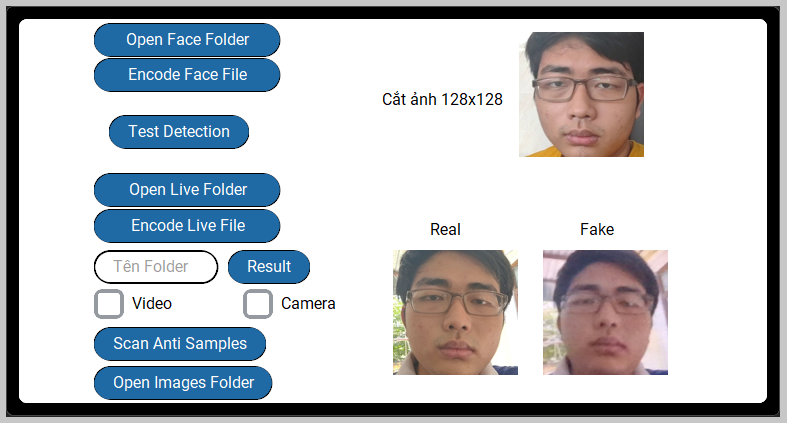 Open Face Folder
Encode Face File
Cắt ảnh 128x128
Test Detection
Open Live Folder
Encode Live File
Real
Fake
Tên Folder
Result
Video
Camera
Scan Anti Samples
Open Images Folder